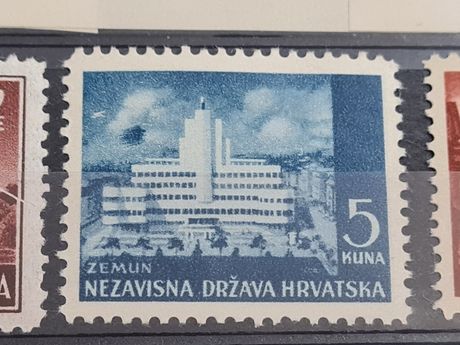 5
KUNA
ZEMUN
NEZAVISNA DRŽAVA HRVATSKA
A